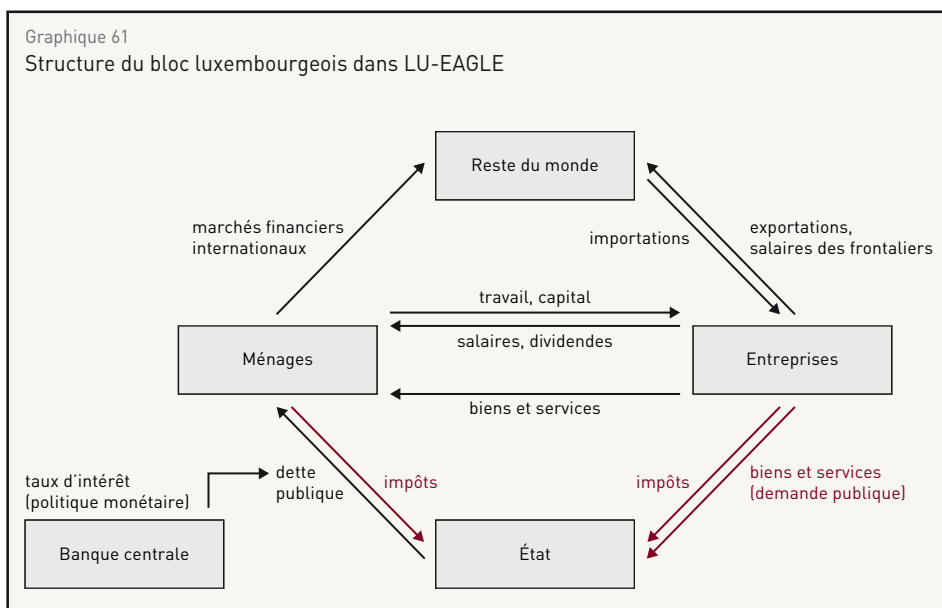 Graphique 61
Structure du bloc luxembourgeois dans LU-EAGLE
Reste du monde
marchés financiers
internationaux
importations
exportations,
salaires des frontaliers
travail, capital
salaires, dividendes
Ménages
Entreprises
biens et services
taux d'intérêt
(politique monétaire)
dette
publique
impôts
impôts
biens et services
(demande publique)
Banque centrale
État